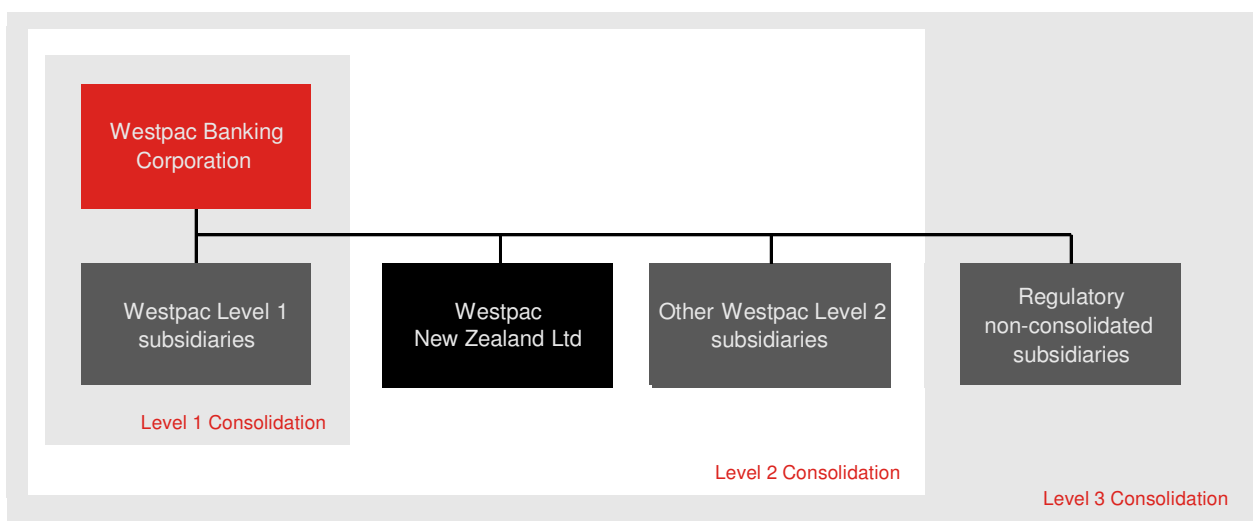 Westpac Banking
Corporation
Westpac Level 1
subsidiaries
Westpac
New Zealand Ltd
Other Westpac Level 2
subsidiaries
Regulatory
non-consolidated
subsidiaries
Level 1 Consolidation
Level 2 Consolidation
Level 3 Consolidation